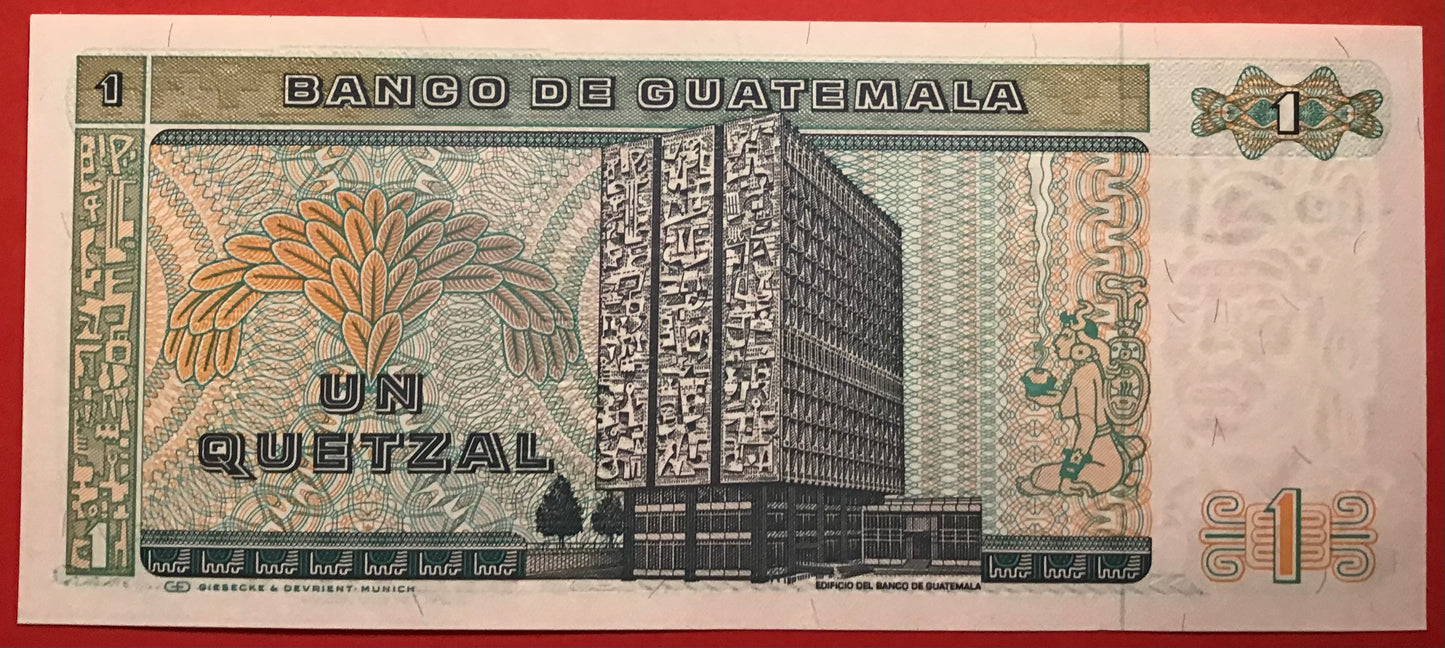 1 BANCO DE GUATEMALA 1
UN
QUETZAL
1 1
GIESECKE & DEVRIENT - MUNICH
EDIFICIO DEL BANCO DE GUATEMALA